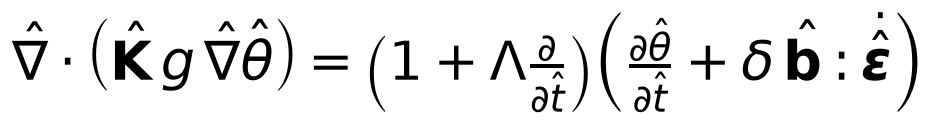 ∇̂ · (𝐊̂ g ∇̂θ̂) = (1 + Λ ∂/∂t̂)(∂θ̂/∂t̂ + δ 𝐛̂ : 𝛆̂̇)